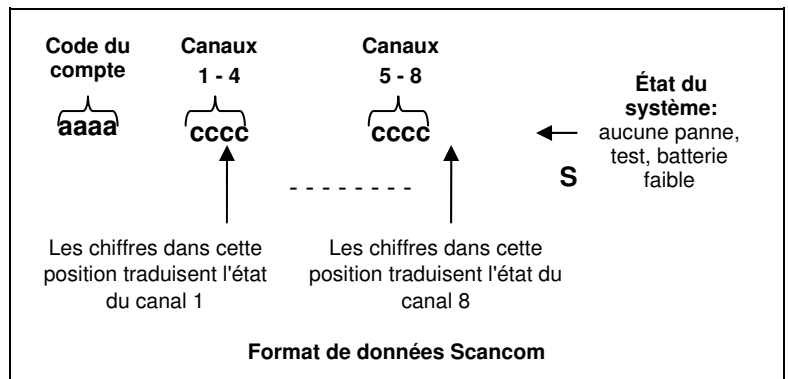 Code du
compte
Canaux
1 - 4
Canaux
5 - 8
aaaa
cccc
cccc
S
État du
système:
aucune panne,
test, batterie
faible
Les chiffres dans cette
position traduisent l'état
du canal 1
Les chiffres dans cette
position traduisent l'état du
canal 8
Format de données Scancom